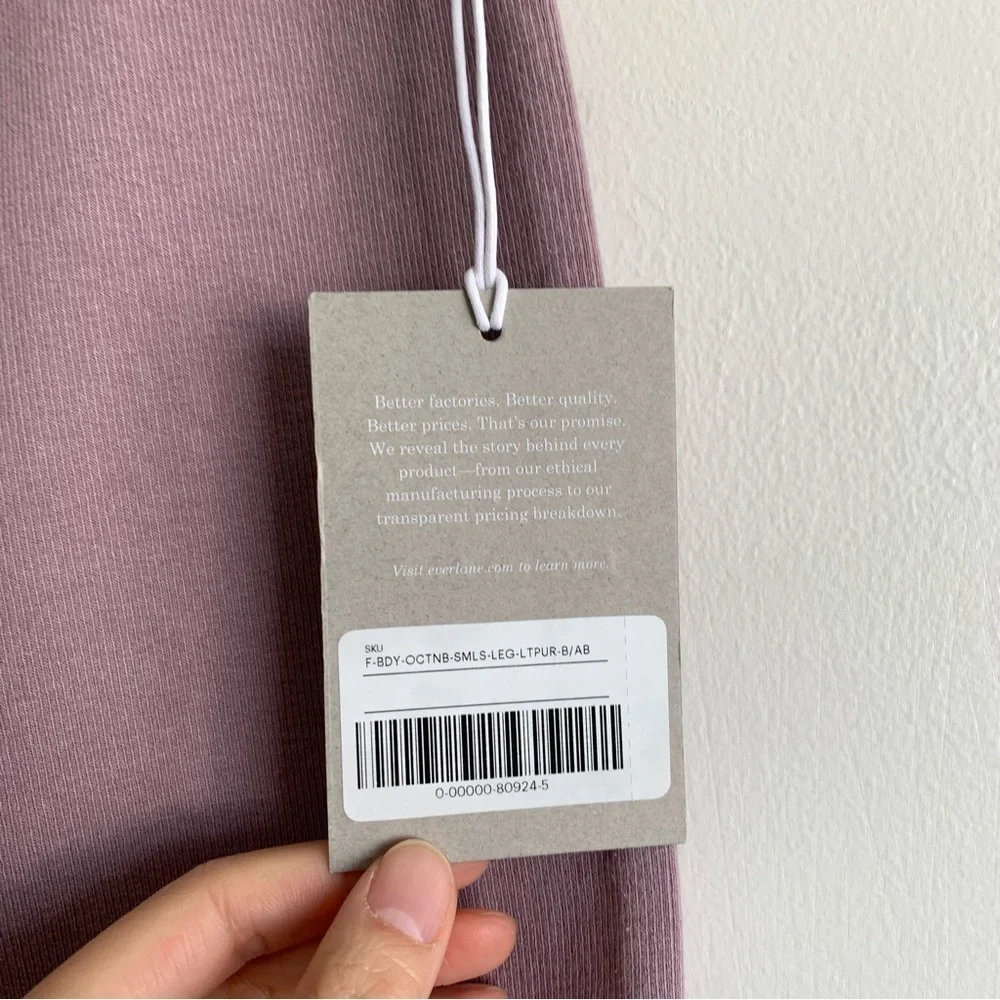 Better factories. Better quality.
Better prices. That's our promise.
We reveal the story behind every
product—from our ethical
manufacturing process to our
transparent pricing breakdown.
Visit everlane.com to learn more.
SKU
F-BDY-OCTNB-SMLS-LEG-LTPUR-B/AB
0-00000-80924-5